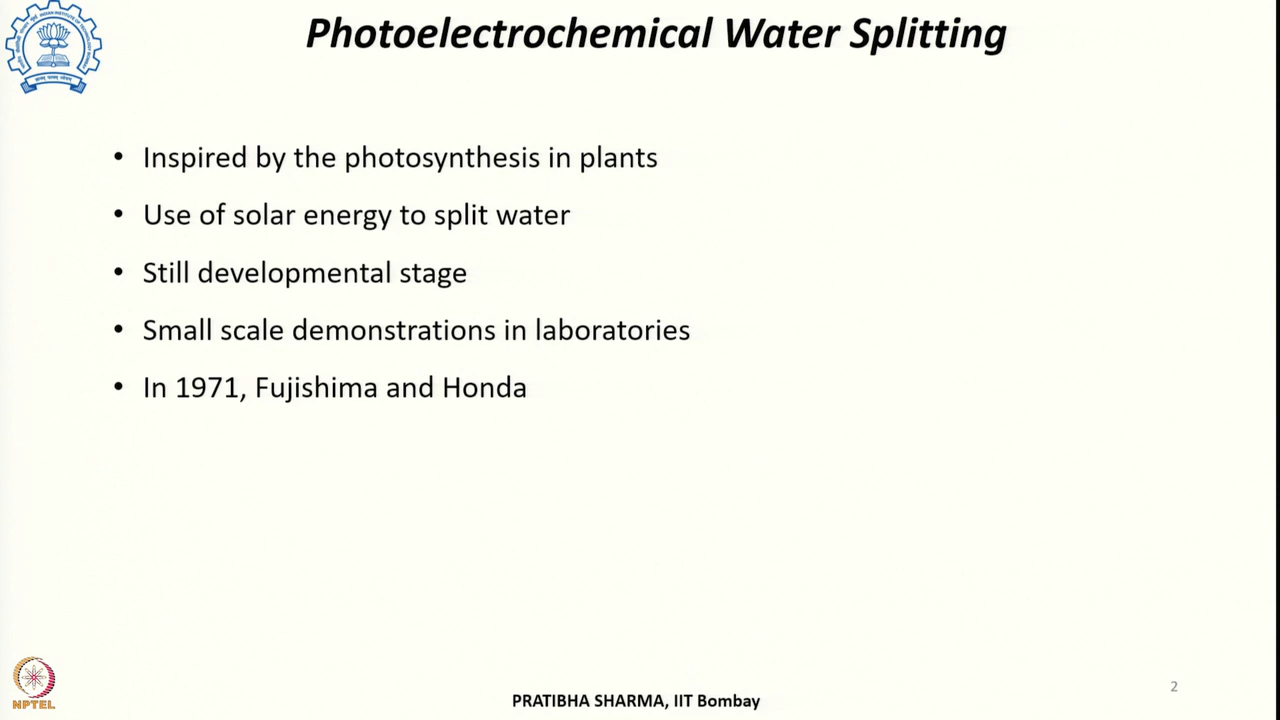 Photoelectrochemical Water Splitting
• Inspired by the photosynthesis in plants
• Use of solar energy to split water
• Still developmental stage
• Small scale demonstrations in laboratories
• In 1971, Fujishima and Honda
NPTEL
PRATIBHA SHARMA, IIT Bombay
2